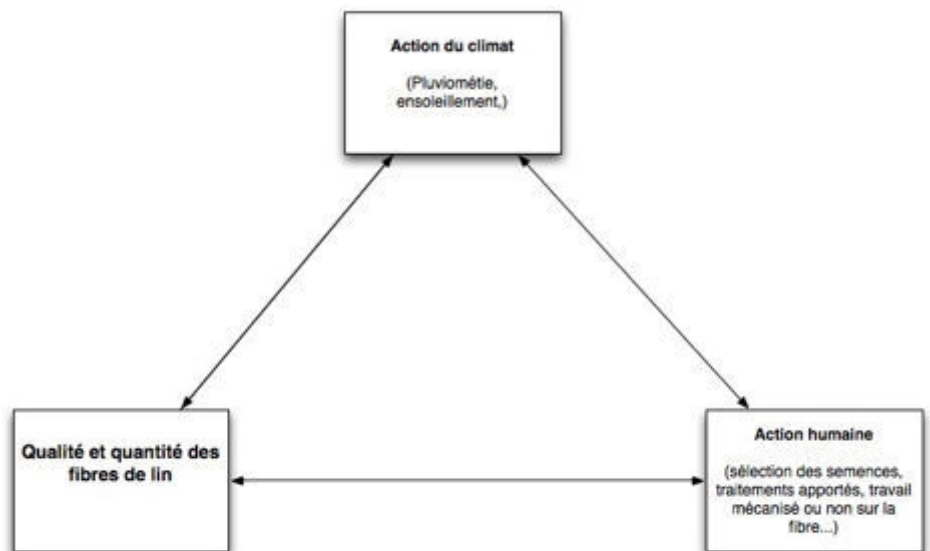 Action du climat
(Pluviométie,
ensoleillement,)
Qualité et quantité des
fibres de lin
Action humaine
(sélection des semences,
traitements apportés, travail
mécanisé ou non sur la
fibre...)